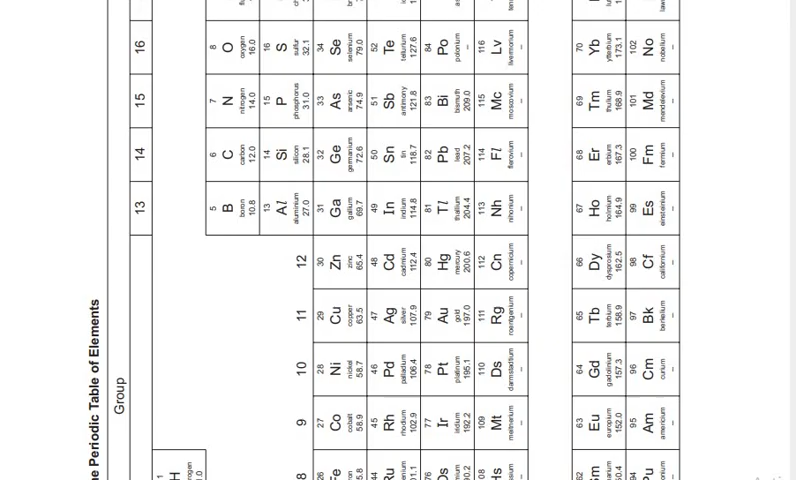 The Periodic Table of Elements
Group
8 9 10 11 12 13 14 15 16
1
H
5 6 7 8
B C N O
boron carbon nitrogen oxygen
10.8 12.0 14.0 16.0
13 14 15 16
Al Si P S
aluminium silicon phosphorus sulfur
27.0 28.1 31.0 32.1
26 27 28 29 30 31 32 33 34
Fe Co Ni Cu Zn Ga Ge As Se
cobalt nickel copper zinc gallium germanium arsenic selenium
58.9 58.7 63.5 65.4 69.7 72.6 74.9 79.0
44 45 46 47 48 49 50 51 52
Ru Rh Pd Ag Cd In Sn Sb Te
rhodium palladium silver cadmium indium tin antimony tellurium
102.9 106.4 107.9 112.4 114.8 118.7 121.8 127.6
76 77 78 79 80 81 82 83 84
Os Ir Pt Au Hg Tl Pb Bi Po
iridium platinum gold mercury thallium lead bismuth polonium
192.2 195.1 197.0 200.6 204.4 207.2 209.0 –
108 109 110 111 112 113 114 115 116
Hs Mt Ds Rg Cn Nh Fl Mc Lv
meitnerium darmstadtium roentgenium copernicium nihonium flerovium moscovium livermorium
– – – – – – – – –
62 63 64 65 66 67 68 69 70
Sm Eu Gd Tb Dy Ho Er Tm Yb
europium gadolinium terbium dysprosium holmium erbium thulium ytterbium
152.0 157.3 158.9 162.5 164.9 167.3 168.9 173.1
94 95 96 97 98 99 100 101 102
Pu Am Cm Bk Cf Es Fm Md No
americium curium berkelium californium einsteinium fermium mendelevium nobelium
– – – – – – – – –